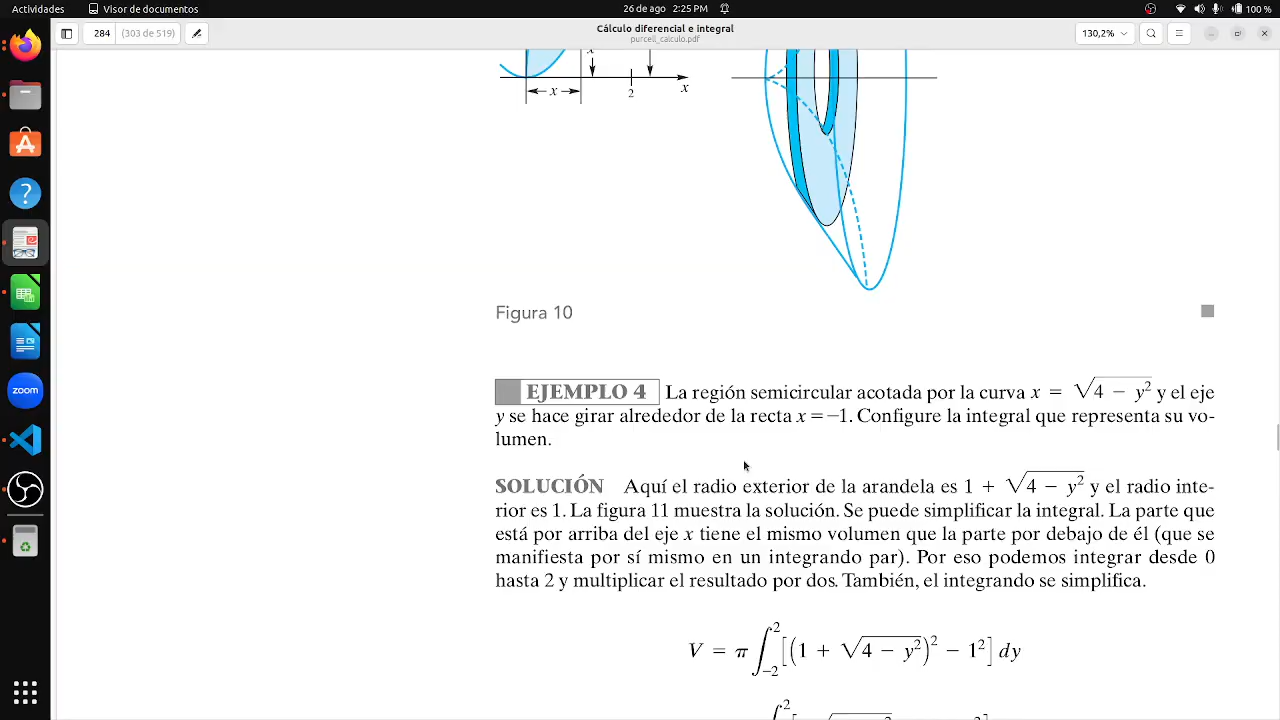 Actividades
Visor de documentos
26 de ago 2:25 PM
100 %
284
(303 de 519)
Cálculo diferencial e integral
purcell_calculo.pdf
130,2%
x
x
2
x
Figura 10
EJEMPLO 4 La región semicircular acotada por la curva x = √4 − y² y el eje
y se hace girar alrededor de la recta x = −1. Configure la integral que representa su vo-
lumen.
SOLUCIÓN Aquí el radio exterior de la arandela es 1 + √4 − y² y el radio inte-
rior es 1. La figura 11 muestra la solución. Se puede simplificar la integral. La parte que
está por arriba del eje x tiene el mismo volumen que la parte por debajo de él (que se
manifiesta por sí mismo en un integrando par). Por eso podemos integrar desde 0
hasta 2 y multiplicar el resultado por dos. También, el integrando se simplifica.
V = π ∫₋₂² [(1 + √4 − y²)² − 1²] dy
zoom